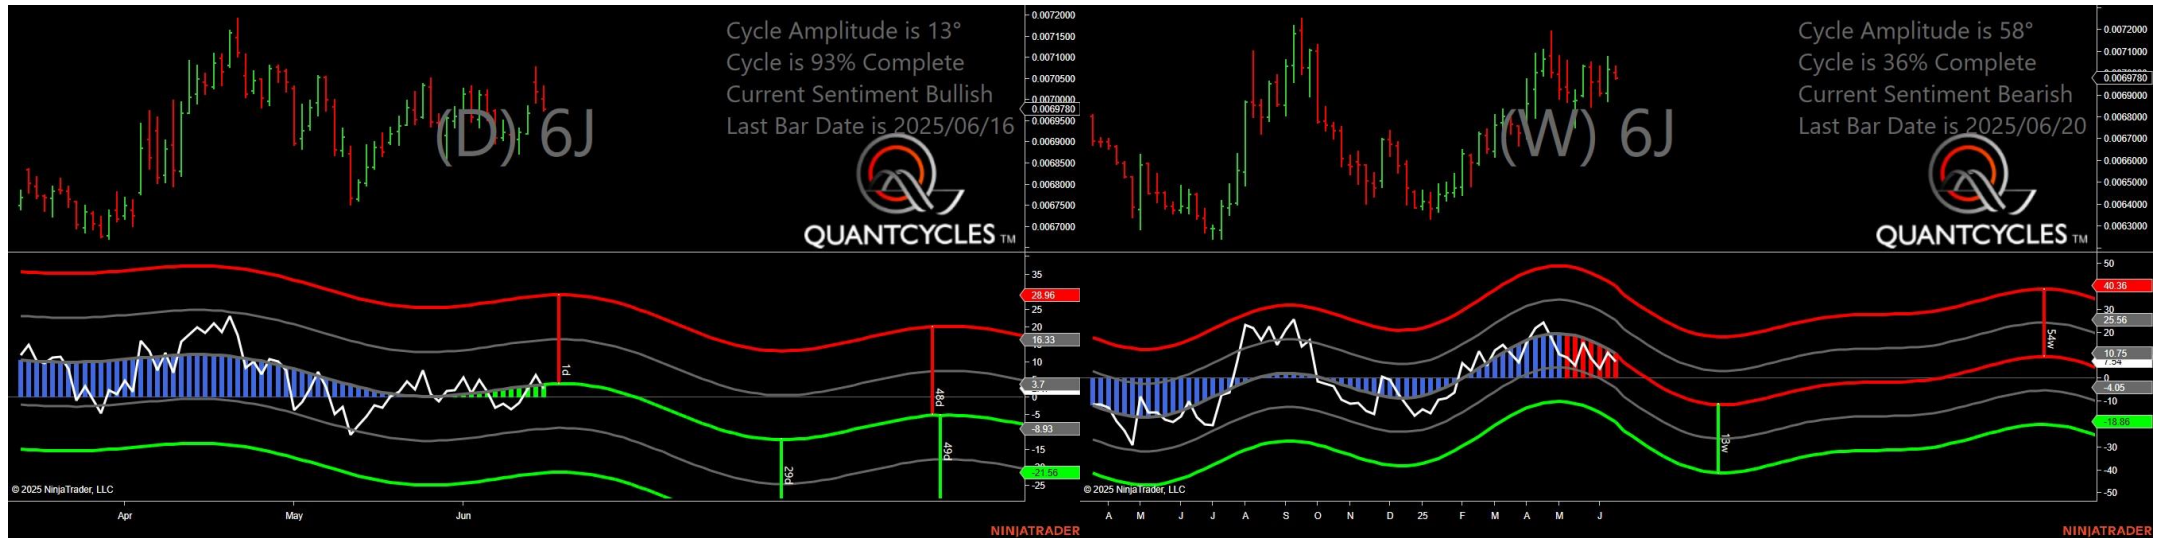 Cycle Amplitude is 13°
Cycle is 93% Complete
Current Sentiment Bullish
Last Bar Date is 2025/06/16
(D) 6J
QUANTCYCLES TM
0.0072000
0.0071500
0.0071000
0.0070500
0.0070000
0.0069780
0.0069500
0.0069000
0.0068500
0.0068000
0.0067500
0.0067000
35
28.96
25
20
16.33
10
3.7
0
-5
-8.93
-15
-21.56
-25
1d
48d
29d
49d
© 2025 NinjaTrader, LLC
Apr
May
Jun
NINJATRADER
Cycle Amplitude is 58°
Cycle is 36% Complete
Current Sentiment Bearish
Last Bar Date is 2025/06/20
(W) 6J
QUANTCYCLES TM
0.0072000
0.0071000
0.0069780
0.0069000
0.0068000
0.0067000
0.0066000
0.0065000
0.0064000
0.0063000
50
40.36
30
25.56
20
10.75
7.54
0
-4.05
-10
-18.86
-30
-40
-50
54w
13w
© 2025 NinjaTrader, LLC
A M J J A S O N D 25 F M A M J
NINJATRADER